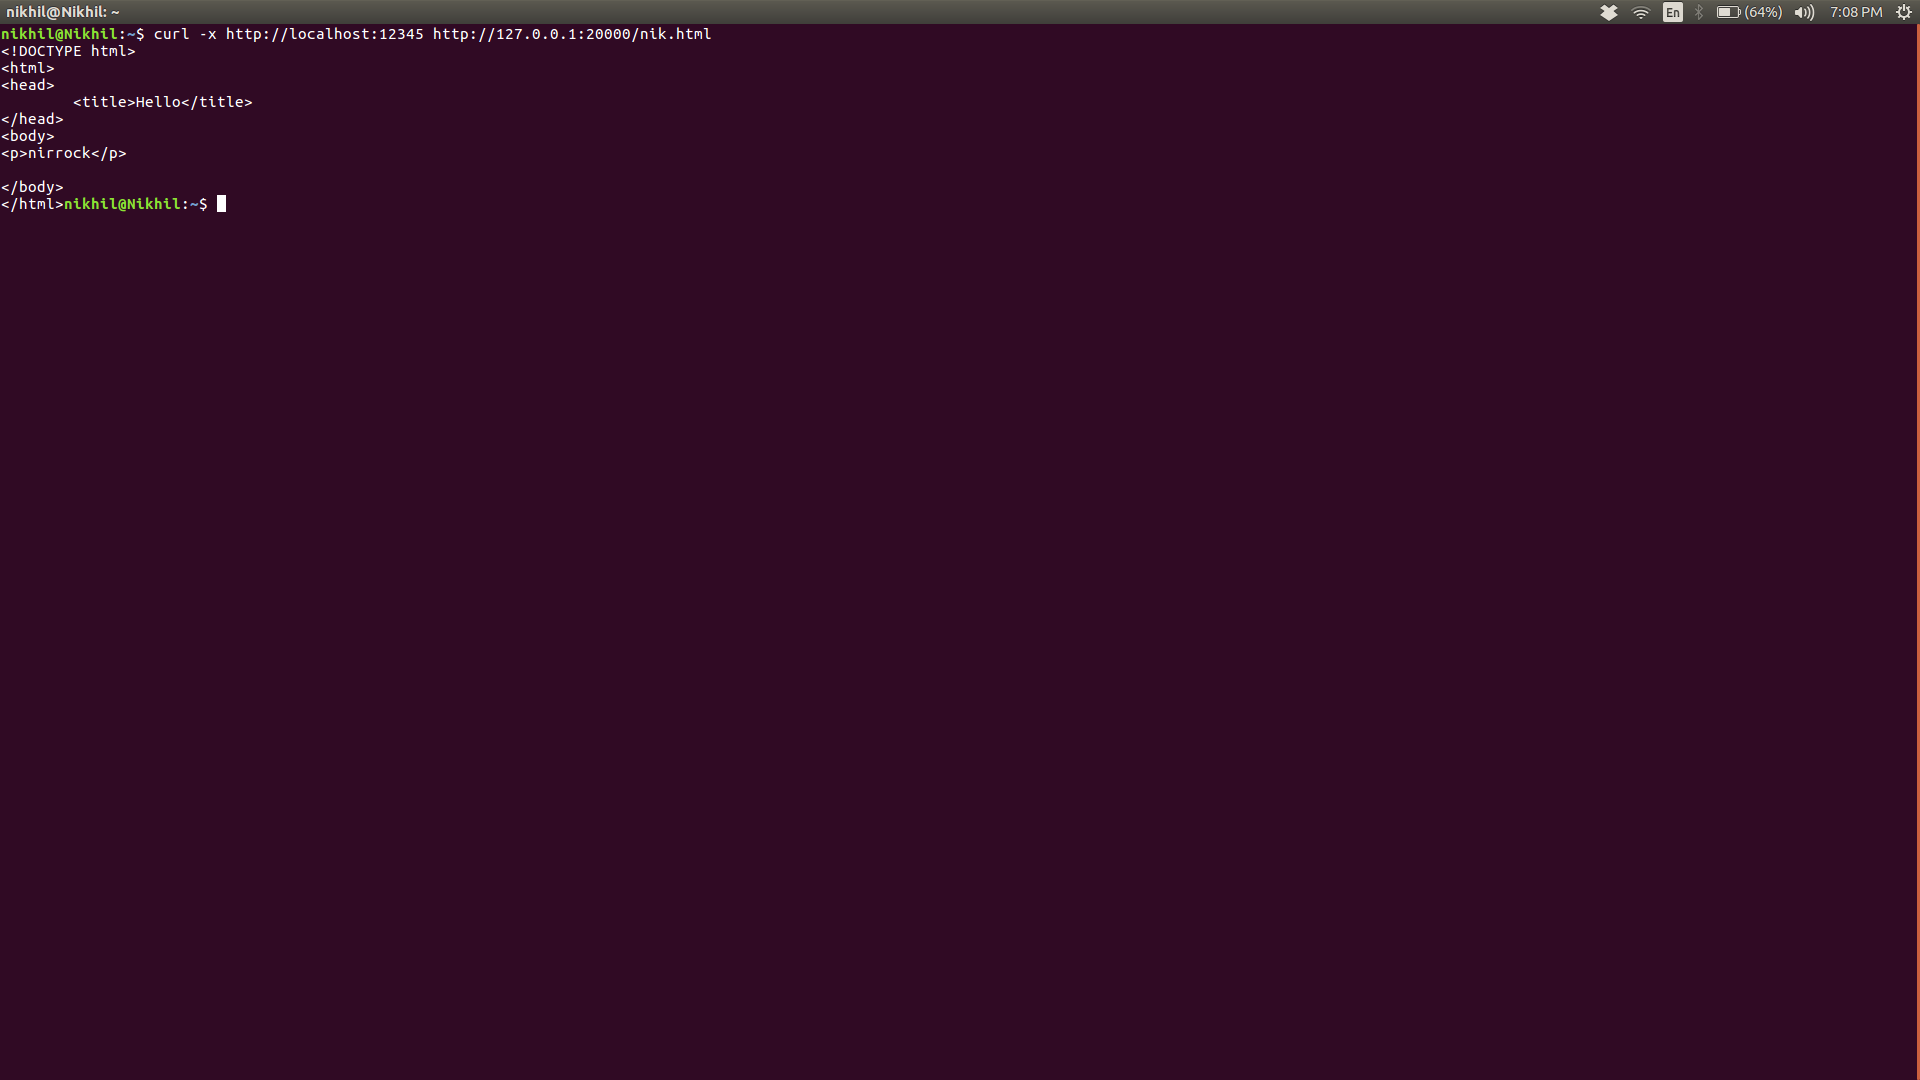 nikhil@Nikhil: ~
En (64%) 7:08 PM
nikhil@Nikhil:~$ curl -x http://localhost:12345 http://127.0.0.1:20000/nik.html
<!DOCTYPE html>
<html>
<head>
        <title>Hello</title>
</head>
<body>
<p>nirrock</p>

</body>
</html>nikhil@Nikhil:~$